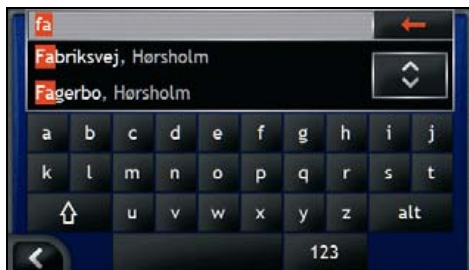 fa
Fabriksvej, Hørsholm
Fagerbo, Hørsholm
a b c d e f g h i j
k l m n o p q r s t
u v w x y z alt
123